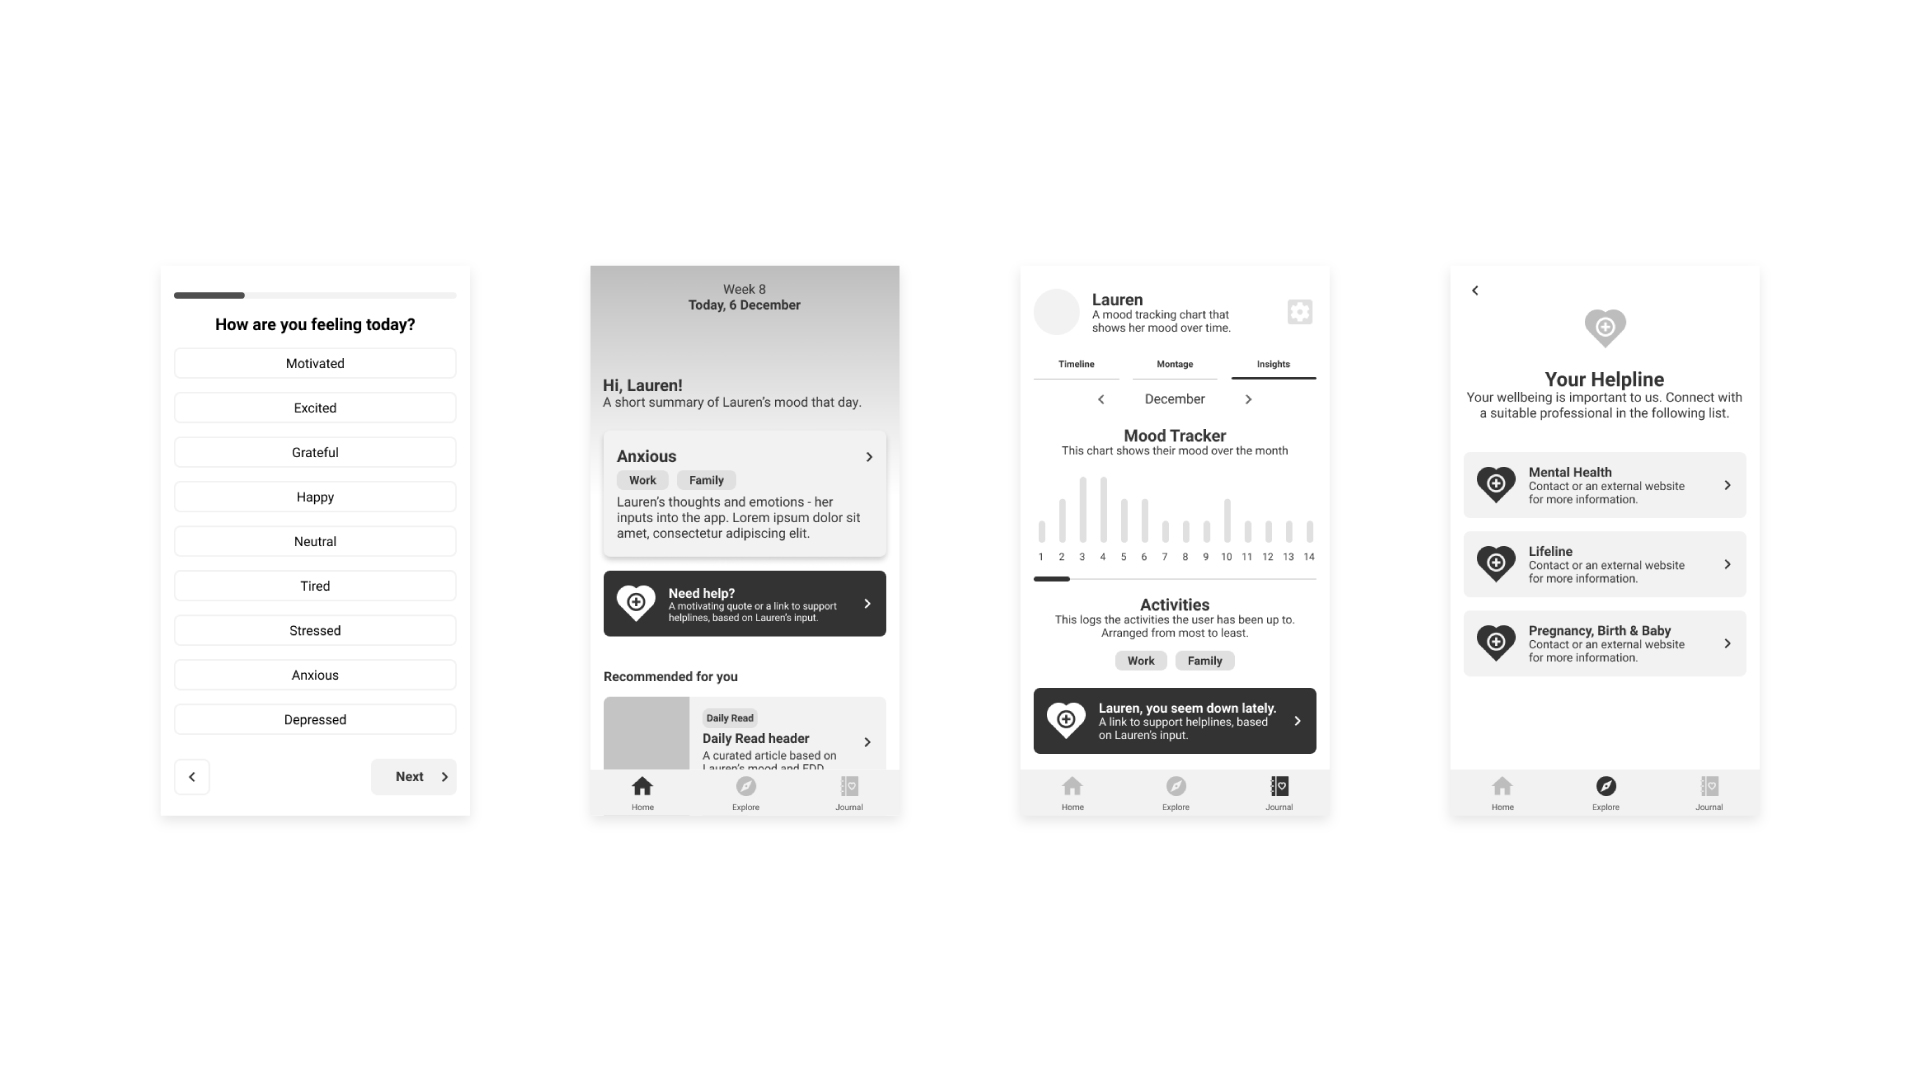 How are you feeling today?
Motivated
Excited
Grateful
Happy
Neutral
Tired
Stressed
Anxious
Depressed
Next
Week 8
Today, 6 December
Hi, Lauren!
A short summary of Lauren's mood that day.
Anxious
Work Family
Lauren's thoughts and emotions - her
inputs into the app. Lorem ipsum dolor sit
amet, consectetur adipiscing elit.
Need help?
A motivating quote or a link to support
helplines, based on Lauren's input.
Recommended for you
Daily Read
Daily Read header
A curated article based on
Lauren's mood and EDD
Home Explore Journal
Lauren
A mood tracking chart that
shows her mood over time.
Timeline Montage Insights
December
Mood Tracker
This chart shows their mood over the month
1 2 3 4 5 6 7 8 9 10 11 12 13 14
Activities
This logs the activities the user has been up to.
Arranged from most to least.
Work Family
Lauren, you seem down lately.
A link to support helplines, based
on Lauren's input.
Home Explore Journal
Your Helpline
Your wellbeing is important to us. Connect with
a suitable professional in the following list.
Mental Health
Contact or an external website
for more information.
Lifeline
Contact or an external website
for more information.
Pregnancy, Birth & Baby
Contact or an external website
for more information.
Home Explore Journal